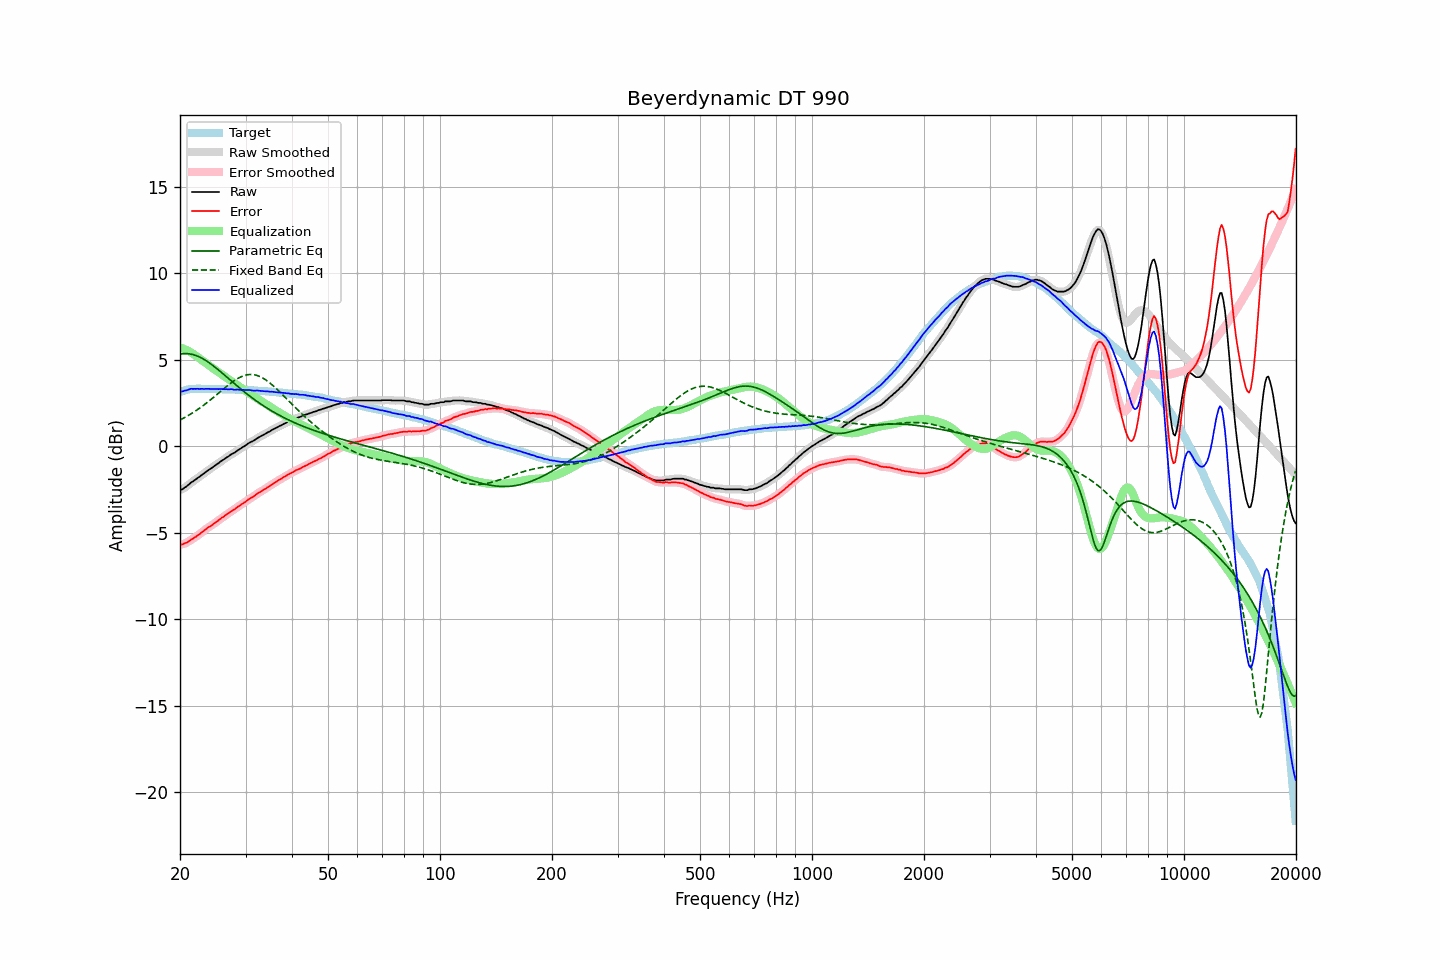 Beyerdynamic DT 990
Target
Raw Smoothed
Error Smoothed
Raw
Error
Equalization
Parametric Eq
Fixed Band Eq
Equalized
Amplitude (dBr)
15
10
5
0
−5
−10
−15
−20
20 50 100 200 500 1000 2000 5000 10000 20000
Frequency (Hz)